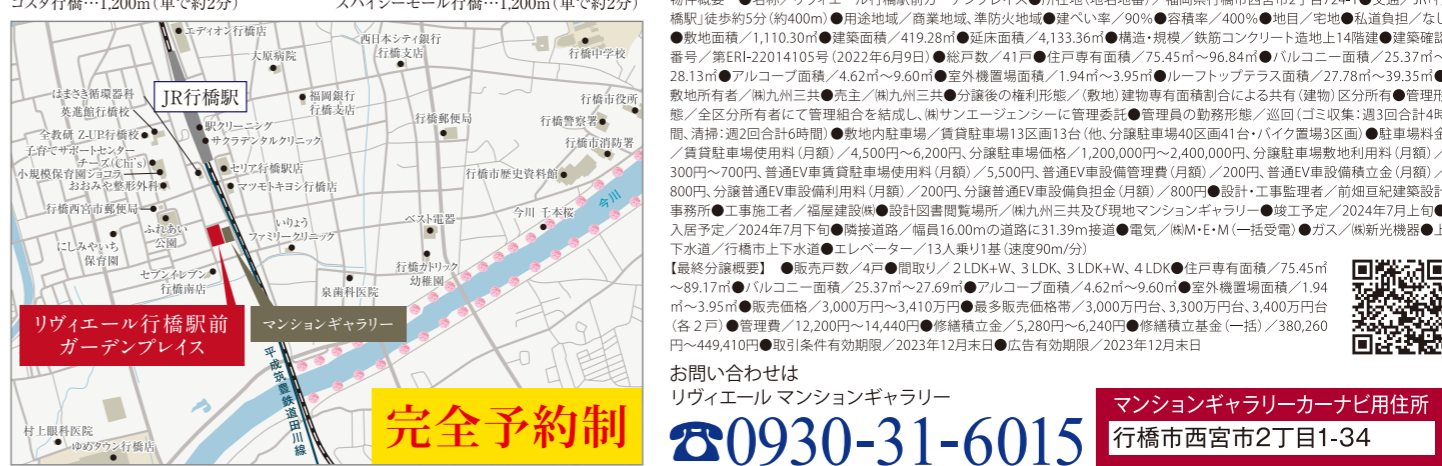 コスタ行橋…1,200m(車で約2分)
スパイシーモール行橋…1,200m(車で約2分)
エディオン行橋店
大原病院
西日本シティ銀行
行橋支店
行橋中学校
はまさき循環器科
英進館行橋校
JR行橋駅
福岡銀行
行橋支店
行橋市役所
行橋郵便局
行橋警察署
全教研 Z-UP行橋校
駅クリーニング
サクラデンタルクリニック
行橋市消防署
子育てサポートセンター
チーズ(Chi's)
小規模保育園ショコラ
おおみや整形外科
セリア行橋駅店
マツモトキヨシ行橋店
行橋市歴史資料館
今川
行橋西宮市郵便局
ふれあい
公園
いりょう
ファミリークリニック
ベスト電器
今川 千本桜
にしみやいち
保育園
セブンイレブン
行橋南店
行橋カトリック
幼稚園
泉歯科医院
リヴィエール行橋駅前
ガーデンプレイス
マンションギャラリー
平成筑豊鉄道田川線
村上眼科医院
ゆめタウン行橋店
完全予約制
橋駅」徒歩約5分(約400m)●用途地域/商業地域、準防火地域●建ぺい率/90%●容積率/400%●地目/宅地●私道負担/なし
●敷地面積/1,110.30㎡●建築面積/419.28㎡●延床面積/4,133.36㎡●構造・規模/鉄筋コンクリート造地上14階建●建築確認
番号/第ERI-22014105号(2022年6月9日)●総戸数/41戸●住戸専有面積/75.45㎡〜96.84㎡●バルコニー面積/25.37㎡〜
28.13㎡●アルコーブ面積/4.62㎡〜9.60㎡●室外機置場面積/1.94㎡〜3.95㎡●ルーフトップテラス面積/27.78㎡〜39.35㎡●
敷地所有者/㈱九州三共●売主/㈱九州三共●分譲後の権利形態/(敷地)建物専有面積割合による共有(建物)区分所有●管理形
態/全区分所有者にて管理組合を結成し、㈱サンエージェンシーに管理委託●管理員の勤務形態/巡回(ゴミ収集:週3回合計4時
間、清掃:週2回合計6時間)●敷地内駐車場/賃貸駐車場13区画13台(他、分譲駐車場40区画41台・バイク置場3区画)●駐車場料金
/賃貸駐車場使用料(月額)/4,500円〜6,200円、分譲駐車場価格/1,200,000円〜2,400,000円、分譲駐車場敷地利用料(月額)/
300円〜700円、普通EV車賃貸駐車場使用料(月額)/5,500円、普通EV車設備管理費(月額)/200円、普通EV車設備積立金(月額)/
800円、分譲普通EV車設備利用料(月額)/200円、分譲普通EV車設備負担金(月額)/800円●設計・工事監理者/前畑亘紀建築設計
事務所●工事施工者/福屋建設㈱●設計図書閲覧場所/㈱九州三共及び現地マンションギャラリー●竣工予定/2024年7月上旬●
入居予定/2024年7月下旬●隣接道路/幅員16.00mの道路に31.39m接道●電気/㈱M・E・M(一括受電)●ガス/㈱新光機器●上
下水道/行橋市上下水道●エレベーター/13人乗り1基(速度90m/分)
【最終分譲概要】 ●販売戸数/4戸●間取り/2LDK+W、3LDK、3LDK+W、4LDK●住戸専有面積/75.45㎡
〜89.17㎡●バルコニー面積/25.37㎡〜27.69㎡●アルコーブ面積/4.62㎡〜9.60㎡●室外機置場面積/1.94
㎡〜3.95㎡●販売価格/3,000万円〜3,410万円●最多販売価格帯/3,000万円台、3,300万円台、3,400万円台
(各2戸)●管理費/12,200円〜14,440円●修繕積立金/5,280円〜6,240円●修繕積立基金(一括)/380,260
円〜449,410円●取引条件有効期限/2023年12月末日●広告有効期限/2023年12月末日
お問い合わせは
リヴィエール マンションギャラリー
☎0930-31-6015
マンションギャラリーカーナビ用住所
行橋市西宮市2丁目1-34